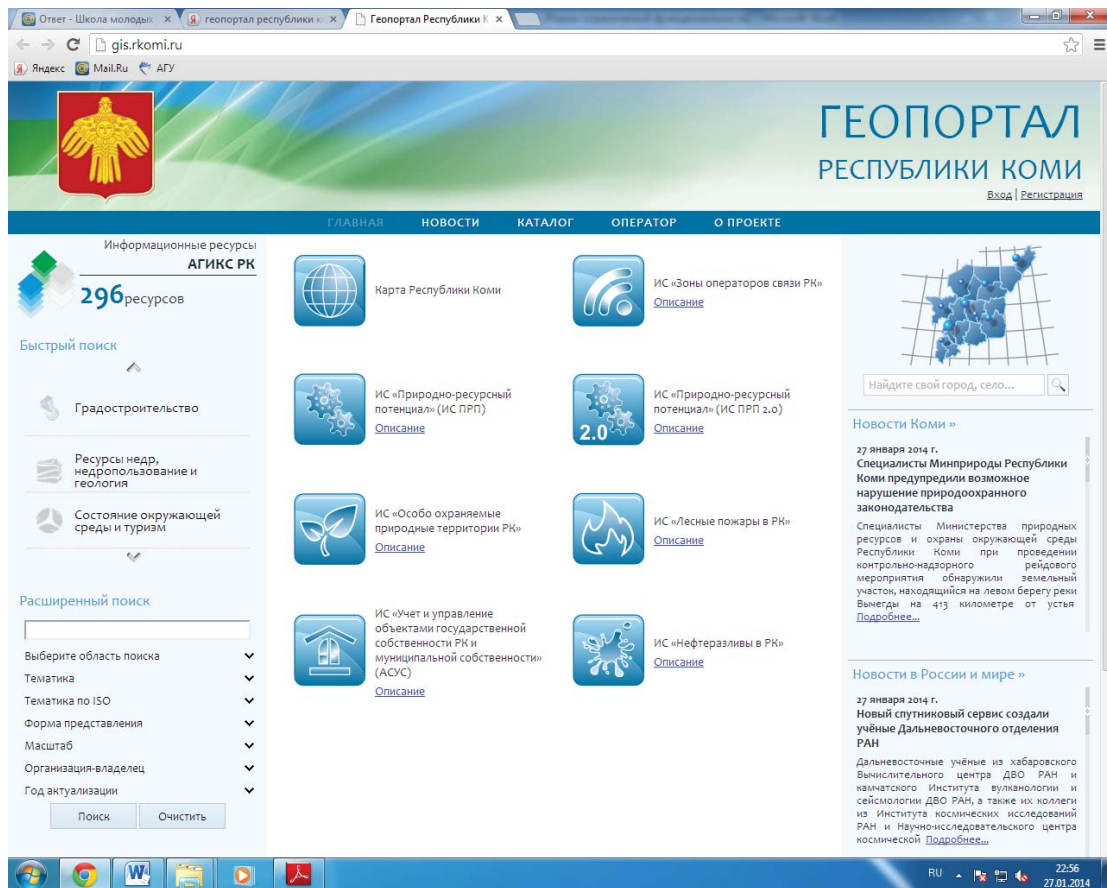 Ответ - Школа молодых
геопортал республики к
Геопортал Республики К
gis.rkomi.ru
Яндекс Mail.Ru АГУ
ГЕОПОРТАЛ
РЕСПУБЛИКИ КОМИ
Вход | Регистрация
ГЛАВНАЯ НОВОСТИ КАТАЛОГ ОПЕРАТОР О ПРОЕКТЕ
Информационные ресурсы
АГИКС РК
296 ресурсов
Быстрый поиск
Градостроительство
Ресурсы недр,
недропользование и
геология
Состояние окружающей
среды и туризм
Расширенный поиск
Выберите область поиска
Тематика
Тематика по ISO
Форма представления
Масштаб
Организация-владелец
Год актуализации
Поиск Очистить
Карта Республики Коми
ИС «Зоны операторов связи РК»
Описание
ИС «Природно-ресурсный
потенциал» (ИС ПРП)
Описание
2.0
ИС «Природно-ресурсный
потенциал» (ИС ПРП 2.0)
Описание
ИС «Особо охраняемые
природные территории РК»
Описание
ИС «Лесные пожары в РК»
Описание
ИС «Учет и управление
объектами государственной
собственности РК и
муниципальной собственности»
(АСУС)
Описание
ИС «Нефтеразливы в РК»
Описание
Найдите свой город, село...
Новости Коми »
27 января 2014 г.
Специалисты Минприроды Республики
Коми предупредили возможное
нарушение природоохранного
законодательства
Специалисты Министерства природных
ресурсов и охраны окружающей среды
Республики Коми при проведении
контрольно-надзорного рейдового
мероприятия обнаружили земельный
участок, находящийся на левом берегу реки
Вычегды на 413 километре от устья
Подробнее...
Новости в России и мире »
27 января 2014 г.
Новый спутниковый сервис создали
учёные Дальневосточного отделения
РАН
Дальневосточные учёные из хабаровского
Вычислительного центра ДВО РАН и
камчатского Института вулканологии и
сейсмологии ДВО РАН, а также их коллеги
из Института космических исследований
РАН и Научно-исследовательского центра
космической Подробнее...
RU
22:56
27.01.2014